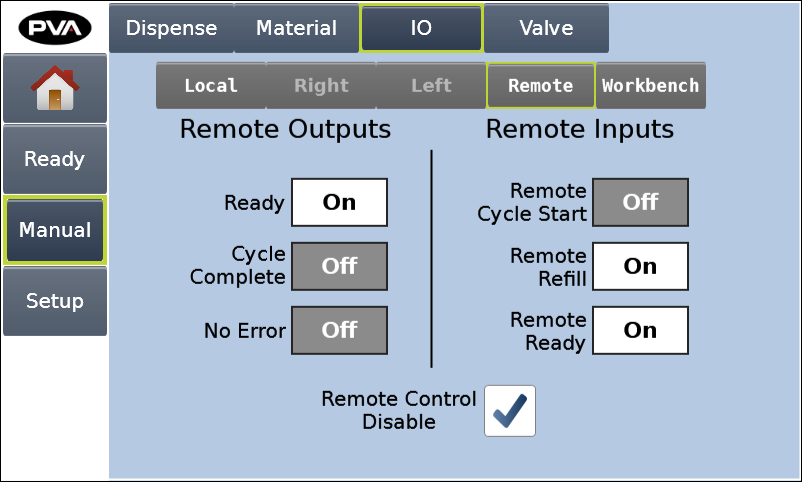 PVA
Dispense
Material
IO
Valve
Local
Right
Left
Remote
Workbench
Ready
Manual
Setup
Remote Outputs
Ready
On
Cycle
Complete
Off
No Error
Off
Remote Inputs
Remote
Cycle Start
Off
Remote
Refill
On
Remote
Ready
On
Remote Control
Disable